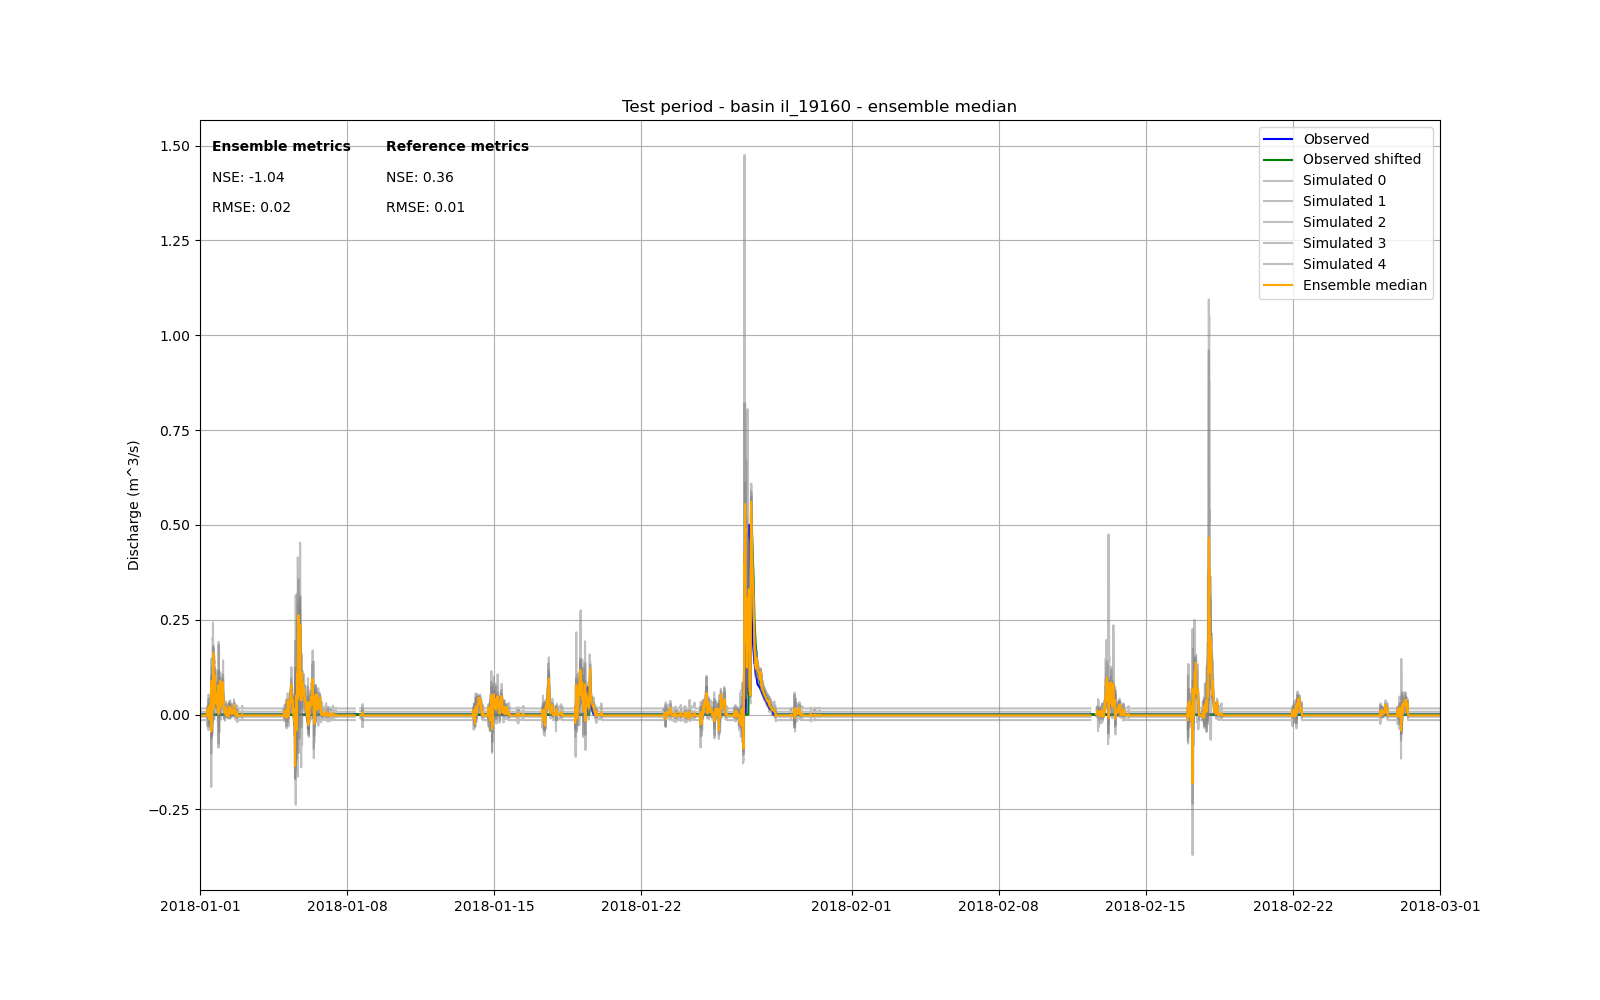 Test period - basin il_19160 - ensemble median
Ensemble metrics Reference metrics
NSE: -1.04 NSE: 0.36
RMSE: 0.02 RMSE: 0.01
Observed
Observed shifted
Simulated 0
Simulated 1
Simulated 2
Simulated 3
Simulated 4
Ensemble median
Discharge (m^3/s)
1.50
1.25
1.00
0.75
0.50
0.25
0.00
−0.25
2018-01-01 2018-01-08 2018-01-15 2018-01-22 2018-02-01 2018-02-08 2018-02-15 2018-02-22 2018-03-01